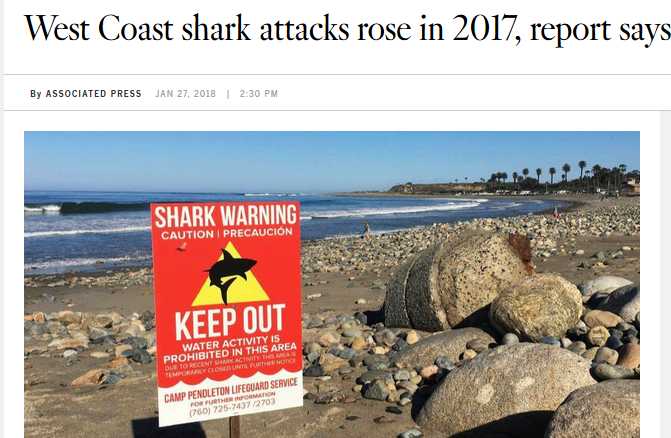 West Coast shark attacks rose in 2017, report says
By ASSOCIATED PRESS JAN 27, 2018 | 2:30 PM
SHARK WARNING
CAUTION | PRECAUCIÓN
KEEP OUT
WATER ACTIVITY IS
PROHIBITED IN THIS AREA
DUE TO RECENT SHARK ACTIVITY, THIS AREA IS
TEMPORARILY CLOSED UNTIL FURTHER NOTICE
CAMP PENDLETON LIFEGUARD SERVICE
FOR FURTHER INFORMATION
(760) 725-7437 /2703